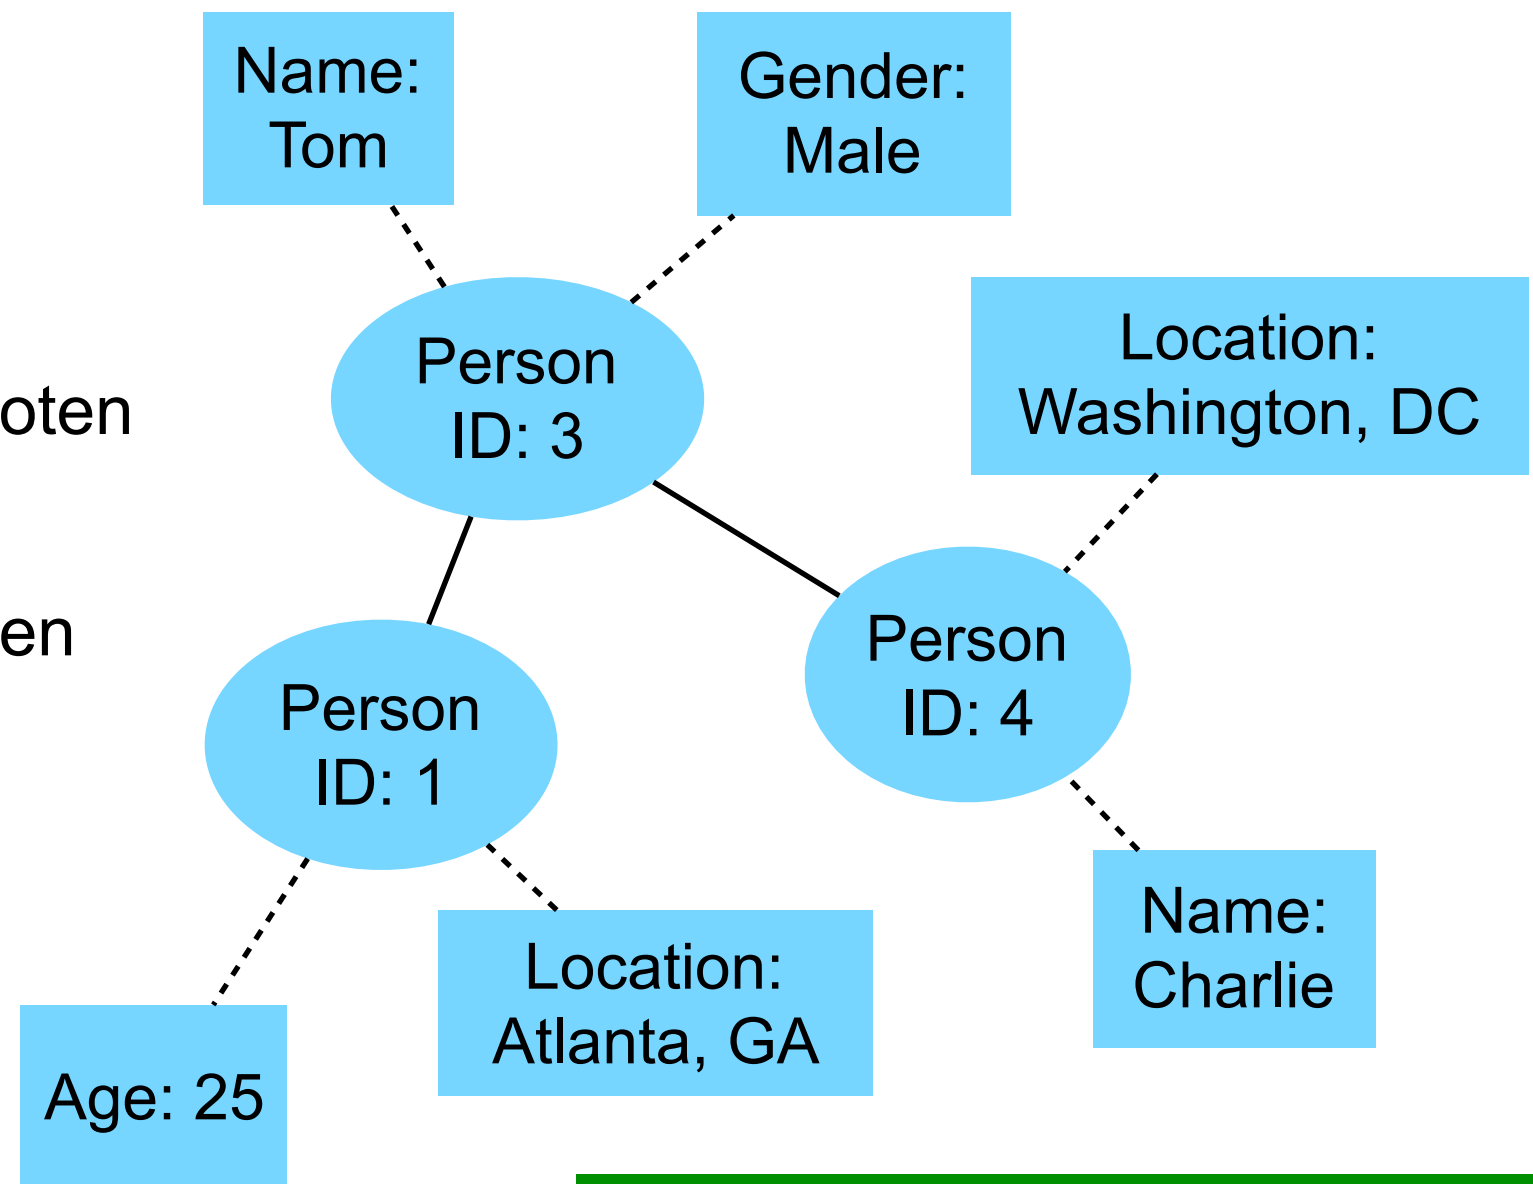 Name:
Tom
Gender:
Male
Person
ID: 3
Location:
Washington, DC
oten
en
Person
ID: 4
Person
ID: 1
Name:
Charlie
Location:
Atlanta, GA
Age: 25